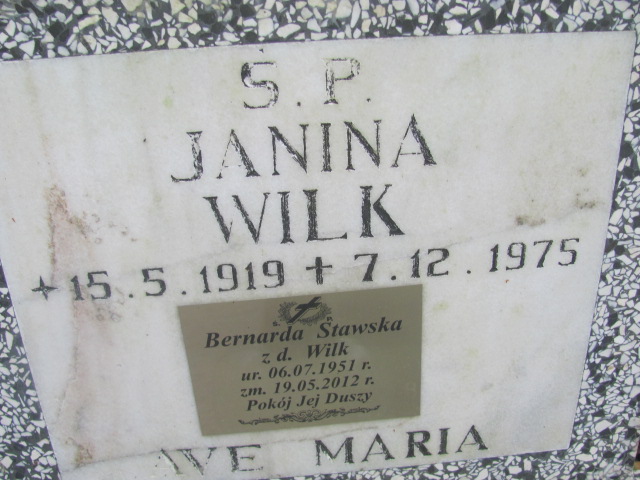 Ś.P.
JANINA
WILK
* 15.5.1919 + 7.12.1975
Bernarda Stawska
z d. Wilk
ur. 06.07.1951 r.
zm. 19.05.2012 r.
Pokój Jej Duszy
AVE MARIA